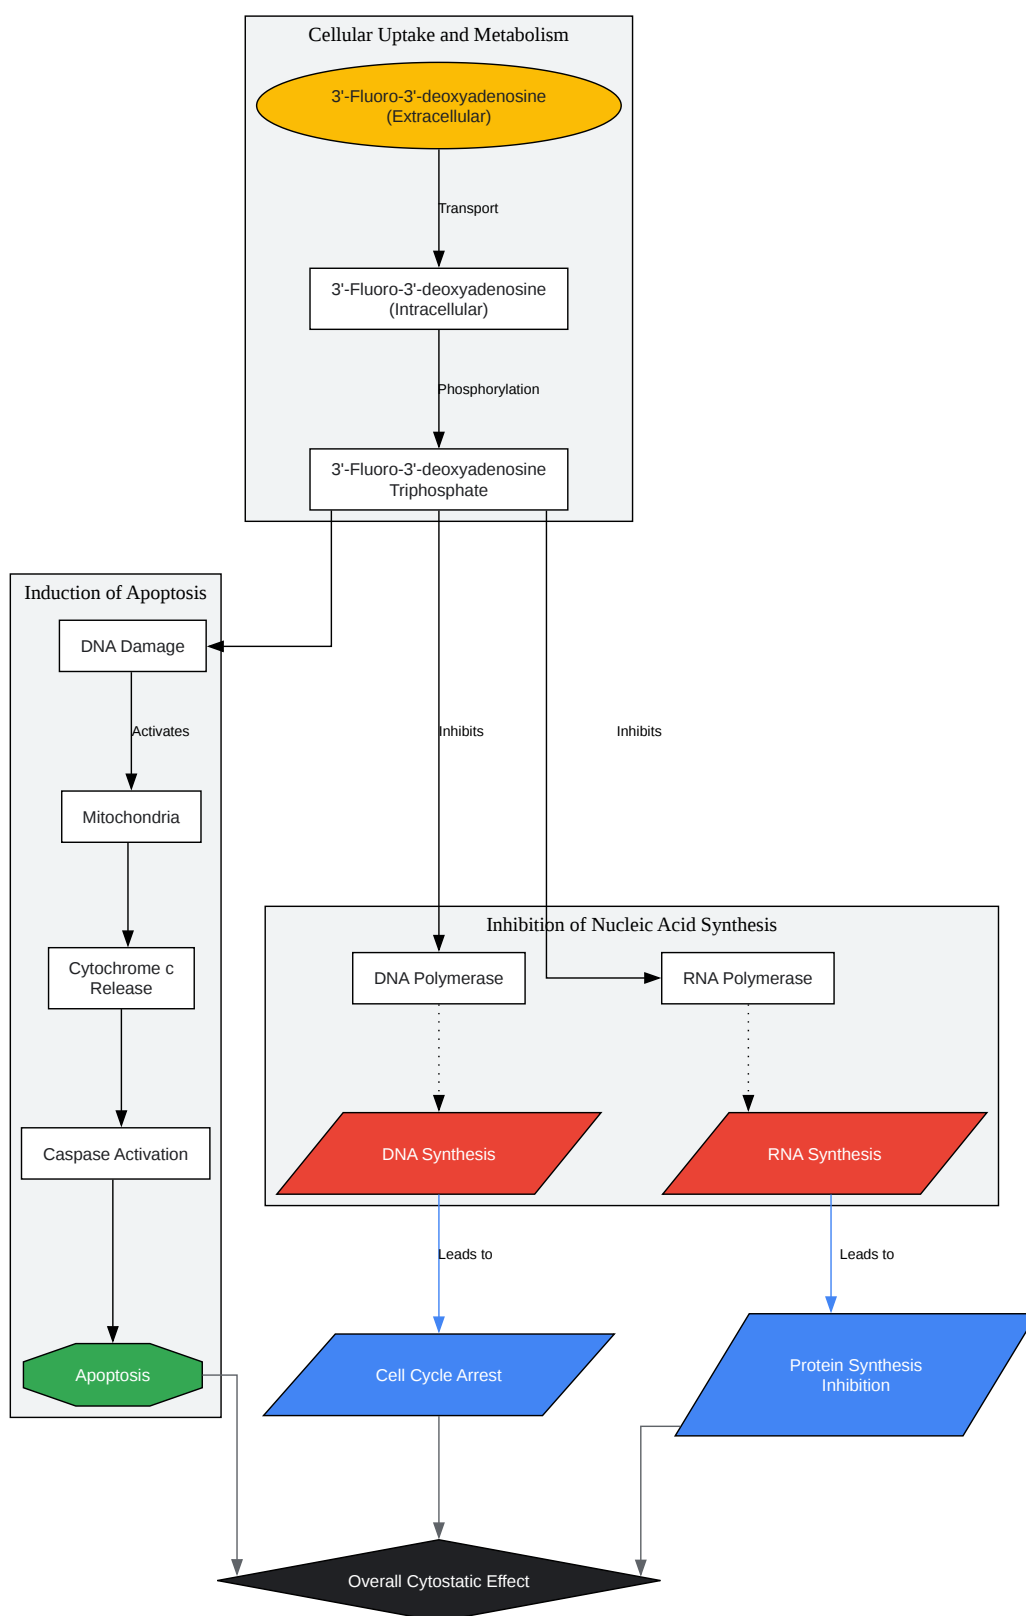 Cellular Uptake and Metabolism
3'-Fluoro-3'-deoxyadenosine
(Extracellular)
Transport
3'-Fluoro-3'-deoxyadenosine
(Intracellular)
Phosphorylation
3'-Fluoro-3'-deoxyadenosine
Triphosphate
Induction of Apoptosis
DNA Damage
Activates
Inhibits
Inhibits
Mitochondria
Inhibition of Nucleic Acid Synthesis
Cytochrome c
Release
DNA Polymerase
RNA Polymerase
Caspase Activation
DNA Synthesis
RNA Synthesis
Leads to
Leads to
Apoptosis
Cell Cycle Arrest
Protein Synthesis
Inhibition
Overall Cytostatic Effect